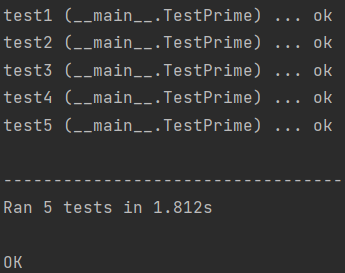 test1 (__main__.TestPrime) ... ok
test2 (__main__.TestPrime) ... ok
test3 (__main__.TestPrime) ... ok
test4 (__main__.TestPrime) ... ok
test5 (__main__.TestPrime) ... ok
----------------------------------
Ran 5 tests in 1.812s
OK